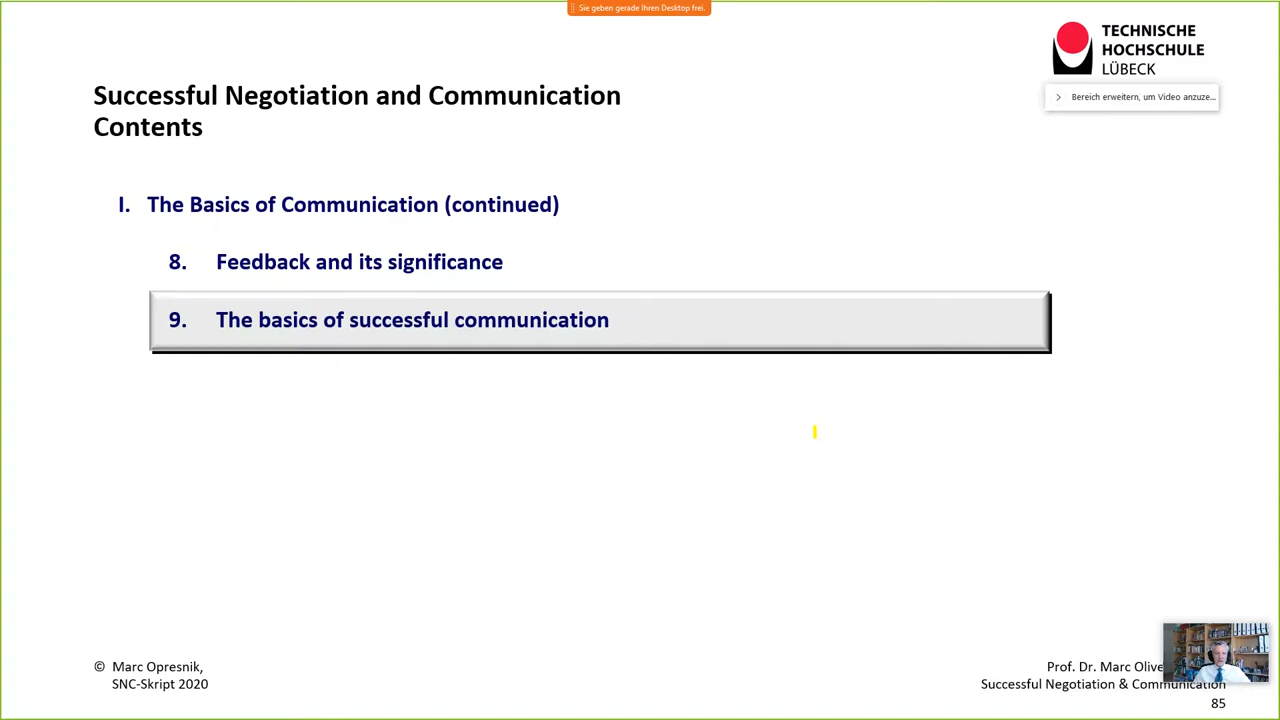 Sie geben gerade Ihren Desktop frei.
TECHNISCHE
HOCHSCHULE
LÜBECK
Bereich erweitern, um Video anzuze...
Successful Negotiation and Communication
Contents
I. The Basics of Communication (continued)
8. Feedback and its significance
9. The basics of successful communication
© Marc Opresnik,
SNC-Skript 2020
Prof. Dr. Marc
Successful Negotiation & Communication
85